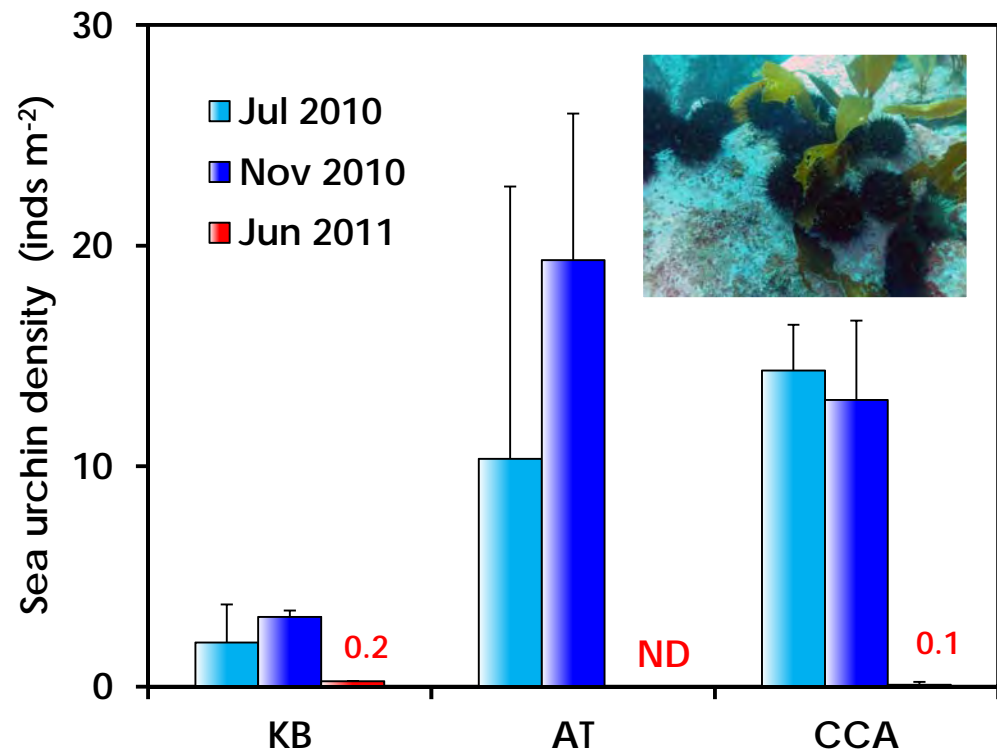 Sea urchin density (inds m⁻²)
30
20
10
0
Jul 2010
Nov 2010
Jun 2011
0.2
ND
0.1
KB
AT
CCA